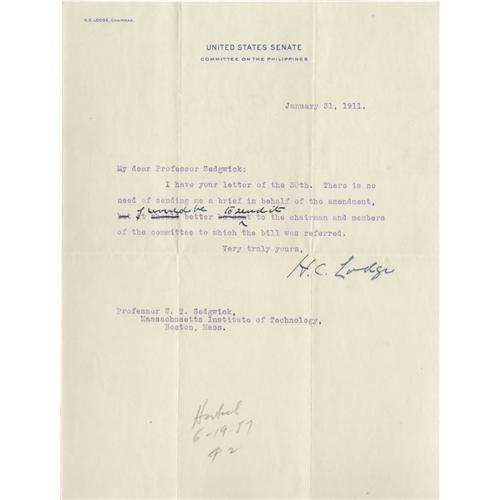 H. C. LODGE, CHAIRMAN.
UNITED STATES SENATE
COMMITTEE ON THE PHILIPPINES
January 31, 1911.
My dear Professor Sedgwick:
I have your letter of the 30th. There is no
need of sending me a brief in behalf of the amendment,
but it would be better to send it to the chairman and members
of the committee to which the bill was referred.
Very truly yours,
H. C. Lodge
Professor W. T. Sedgwick,
Massachusetts Institute of Technology,
Boston, Mass.
6-19-57